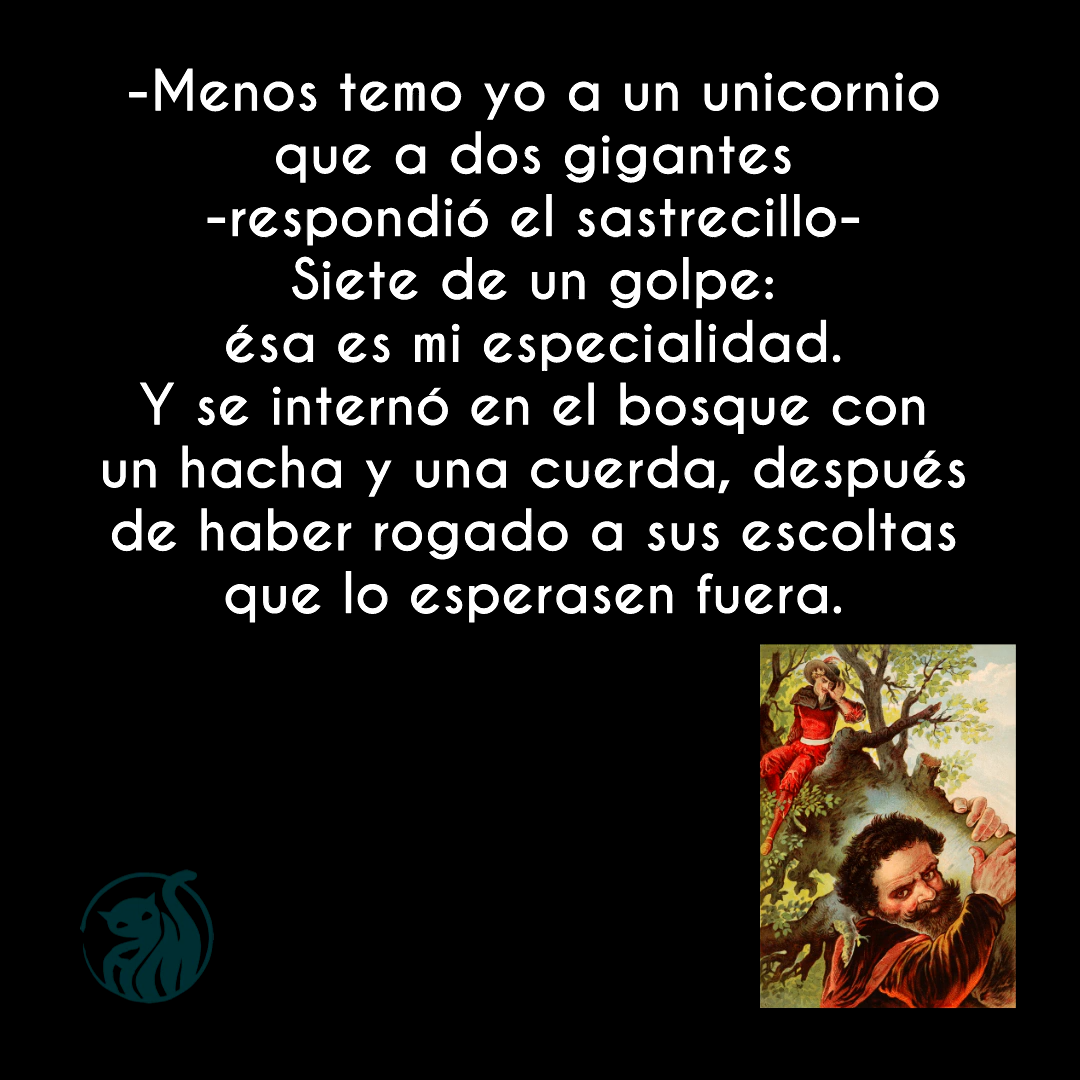 -Menos temo yo a un unicornio
que a dos gigantes
-respondió el sastrecillo-
Siete de un golpe:
ésa es mi especialidad.
Y se internó en el bosque con
un hacha y una cuerda, después
de haber rogado a sus escoltas
que lo esperasen fuera.